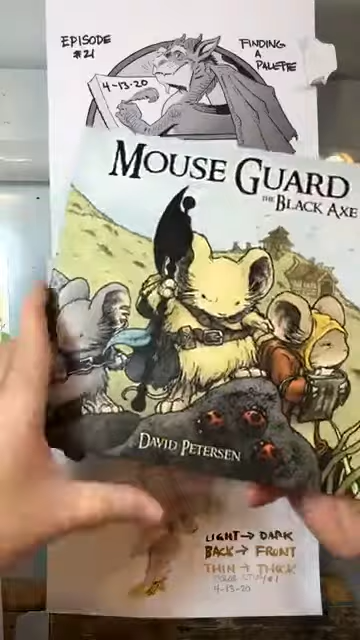 EPISODE
#21
FINDING
A
PALETTE
4-13-20
MOUSE GUARD
THE BLACK AXE
DAVID PETERSEN
LIGHT → DARK
BACK → FRONT
THIN → THICK
4-13-20